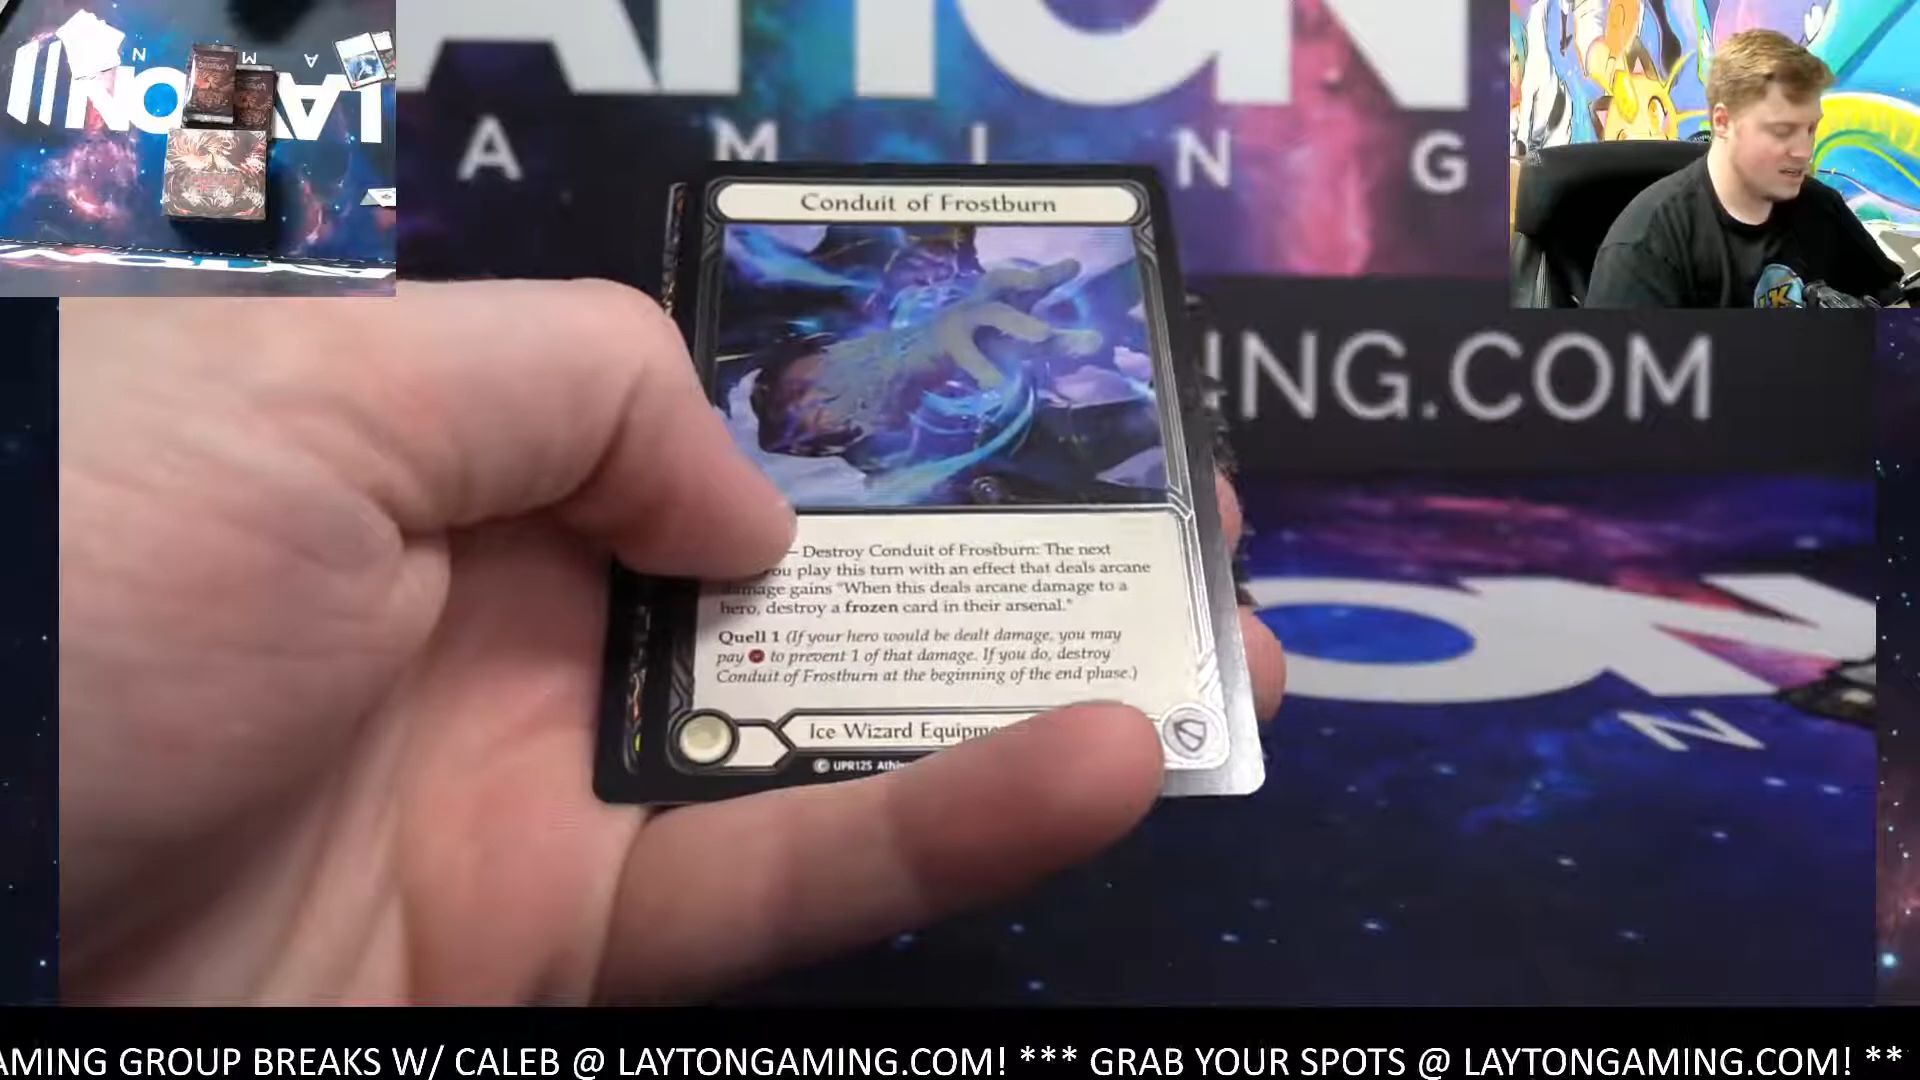 AMING
!NG.COM
N
Conduit of Frostburn
– Destroy Conduit of Frostburn: The next
you play this turn with an effect that deals arcane
damage gains "When this deals arcane damage to a
hero, destroy a frozen card in their arsenal."
Quell 1 (If your hero would be dealt damage, you may
pay to prevent 1 of that damage. If you do, destroy
Conduit of Frostburn at the beginning of the end phase.)
Ice Wizard
C UPR125
AMING GROUP BREAKS W/ CALEB @ LAYTONGAMING.COM! *** GRAB YOUR SPOTS @ LAYTONGAMING.COM! **